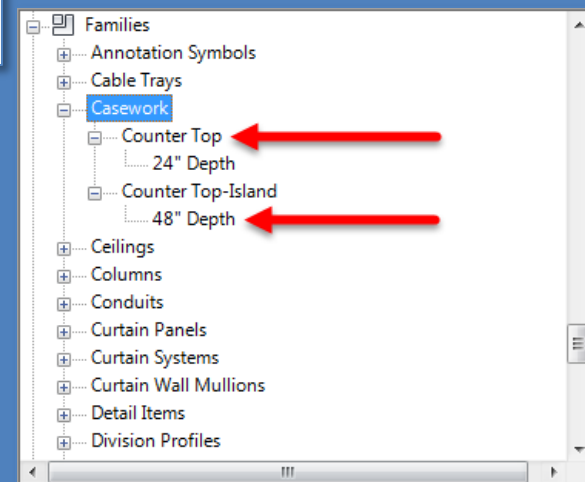 Families
Annotation Symbols
Cable Trays
Casework
Counter Top
24" Depth
Counter Top-Island
48" Depth
Ceilings
Columns
Conduits
Curtain Panels
Curtain Systems
Curtain Wall Mullions
Detail Items
Division Profiles